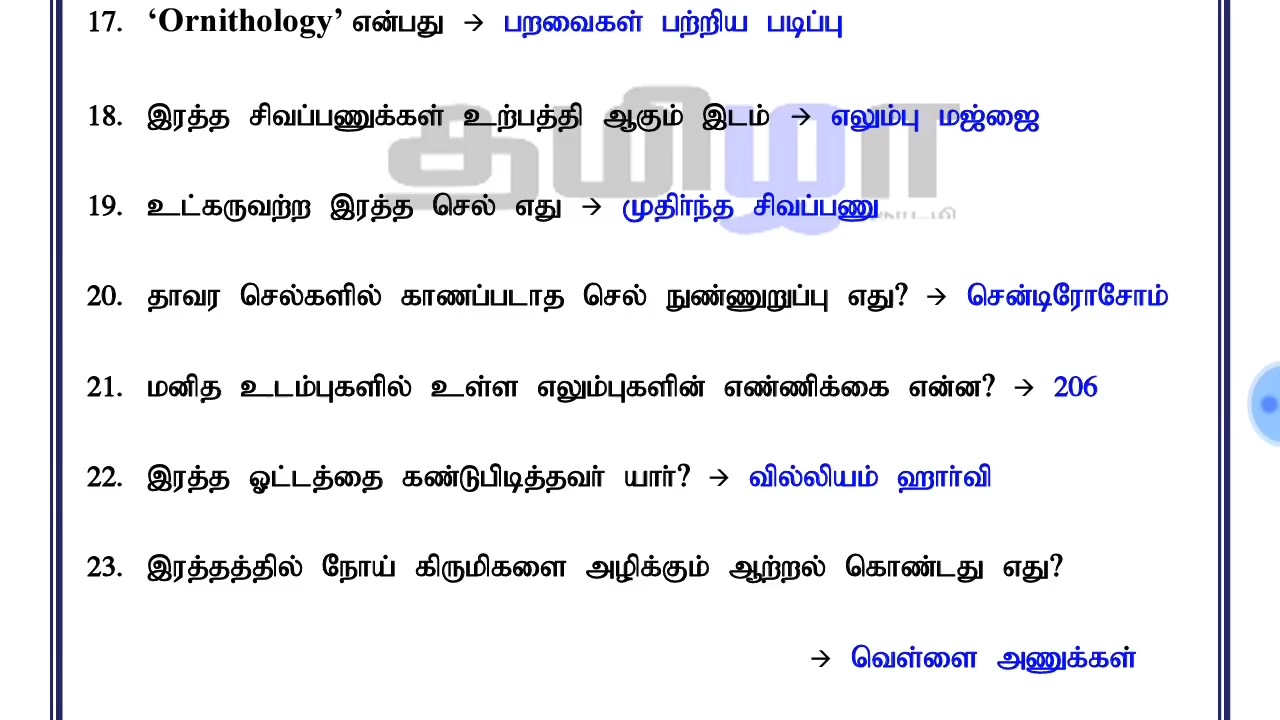 17. ‘Ornithology’ என்பது → பறவைகள் பற்றிய படிப்பு
தமிழா
18. இரத்த சிவப்பணுக்கள் உற்பத்தி ஆகும் இடம் → எலும்பு மஜ்ஜை
19. உட்கருவற்ற இரத்த செல் எது → முதிர்ந்த சிவப்பணு
20. தாவர செல்களில் காணப்படாத செல் நுண்ணுறுப்பு எது? → சென்டிரோசோம்
21. மனித உடம்புகளில் உள்ள எலும்புகளின் எண்ணிக்கை என்ன? → 206
22. இரத்த ஓட்டத்தை கண்டுபிடித்தவர் யார்? → வில்லியம் ஹார்வி
23. இரத்தத்தில் நோய் கிருமிகளை அழிக்கும் ஆற்றல் கொண்டது எது?
→ வெள்ளை அணுக்கள்